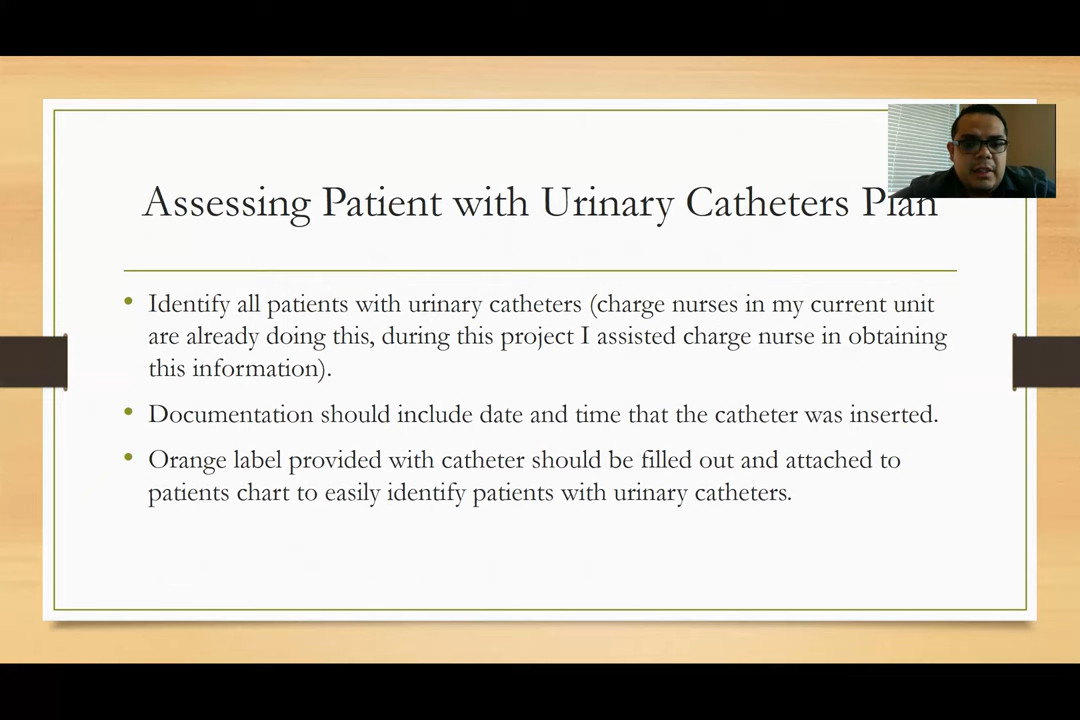 Assessing Patient with Urinary Catheters Plan
• Identify all patients with urinary catheters (charge nurses in my current unit
are already doing this, during this project I assisted charge nurse in obtaining
this information).
• Documentation should include date and time that the catheter was inserted.
• Orange label provided with catheter should be filled out and attached to
patients chart to easily identify patients with urinary catheters.